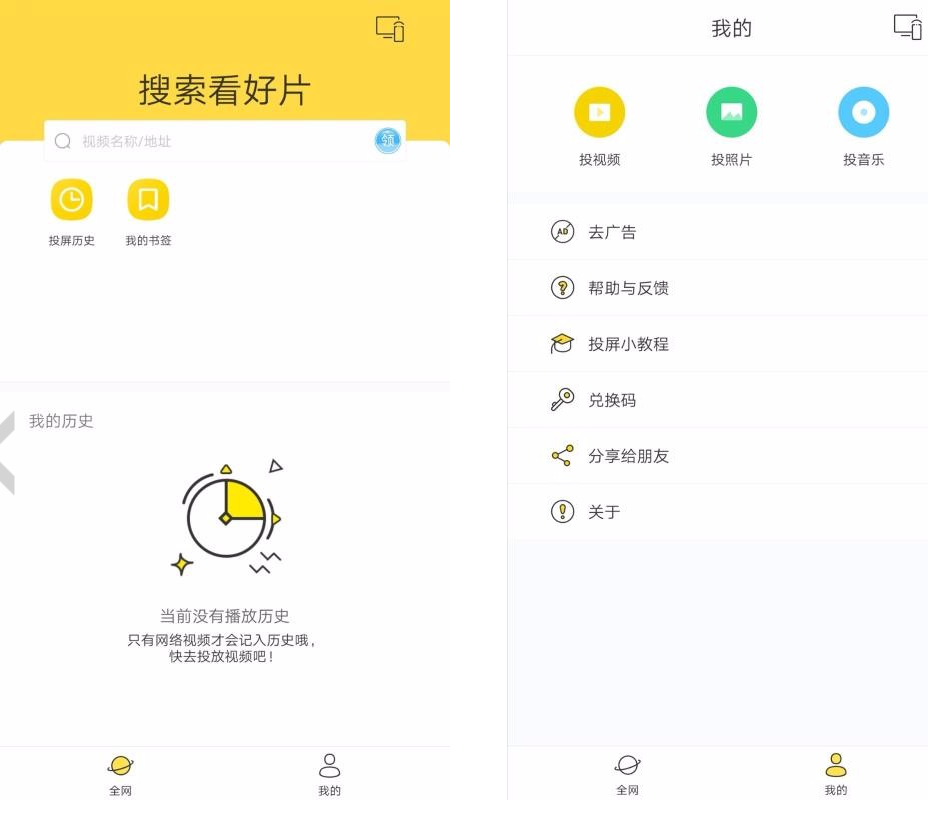 搜索看好片
视频名称/地址
领
投屏历史
我的书签
我的历史
当前没有播放历史
只有网络视频才会记入历史哦，
快去投放视频吧！
全网
我的
我的
投视频
投照片
投音乐
AD
去广告
帮助与反馈
投屏小教程
兑换码
分享给朋友
关于
全网
我的